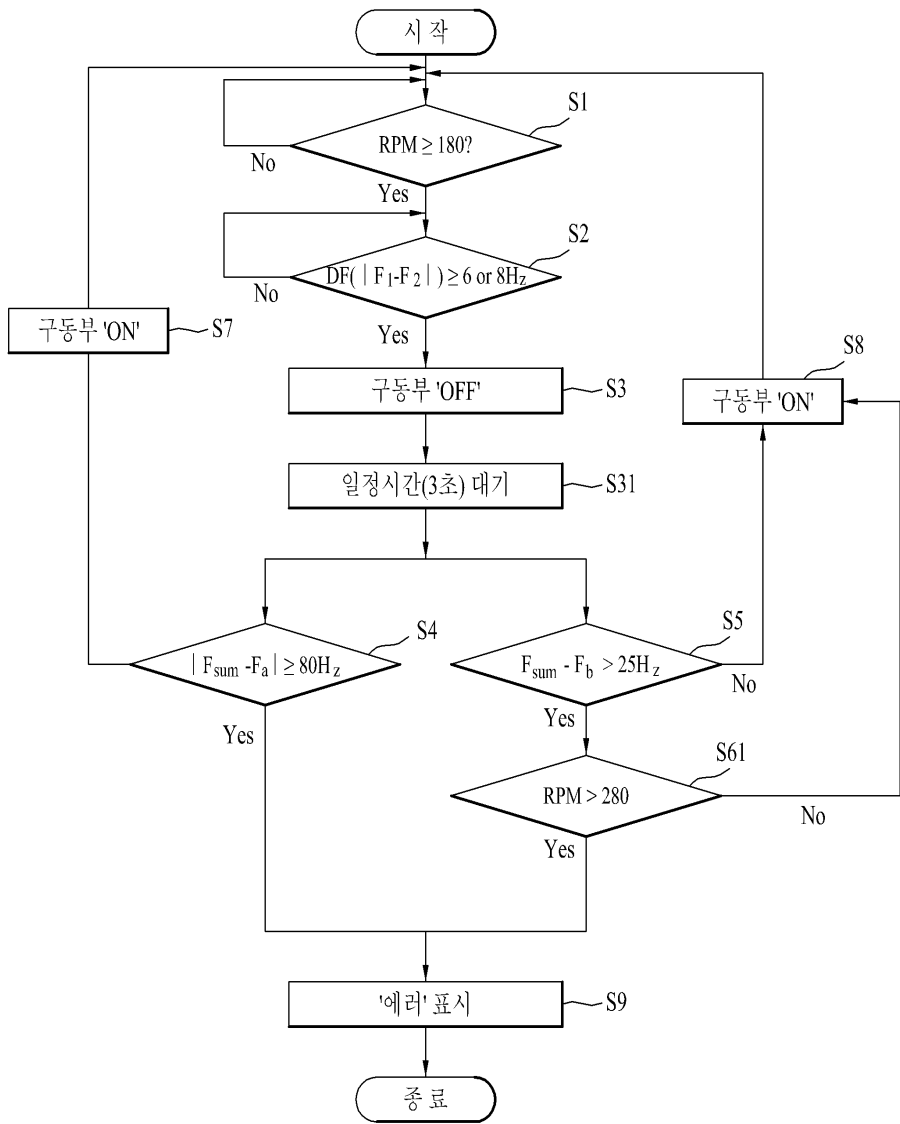 시 작
S1
RPM ≥ 180?
No
Yes
S2
DF( | F₁-F₂ | ) ≥ 6 or 8Hz
No
Yes
구동부 'ON'
S7
S8
구동부 'OFF'
S3
구동부 'ON'
일정시간(3초) 대기
S31
S4
S5
| Fsum -Fa | ≥ 80Hz
Fsum - Fb > 25Hz
No
Yes
Yes
S61
RPM > 280
No
Yes
'에러' 표시
S9
종 료